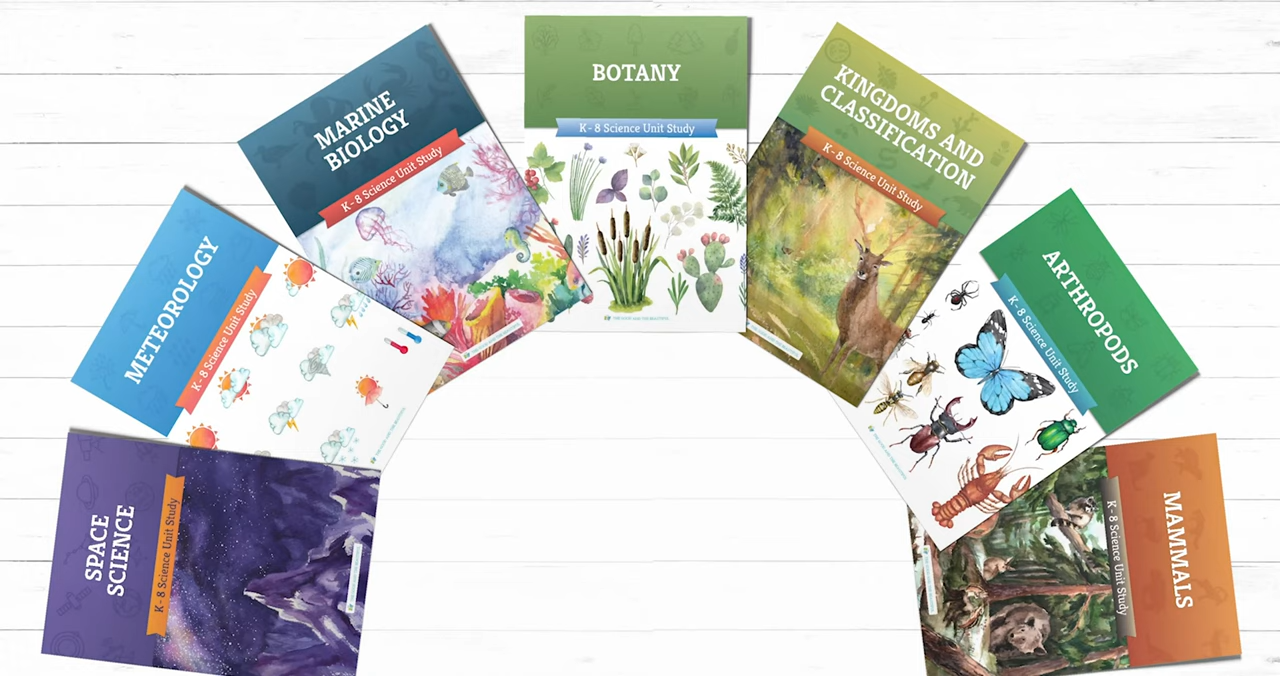 SPACE
SCIENCE
K - 8 Science Unit Study
METEOROLOGY
K - 8 Science Unit Study
MARINE
BIOLOGY
K - 8 Science Unit Study
BOTANY
K - 8 Science Unit Study
KINGDOMS AND
CLASSIFICATION
K - 8 Science Unit Study
ARTHROPODS
K - 8 Science Unit Study
MAMMALS
K - 8 Science Unit Study